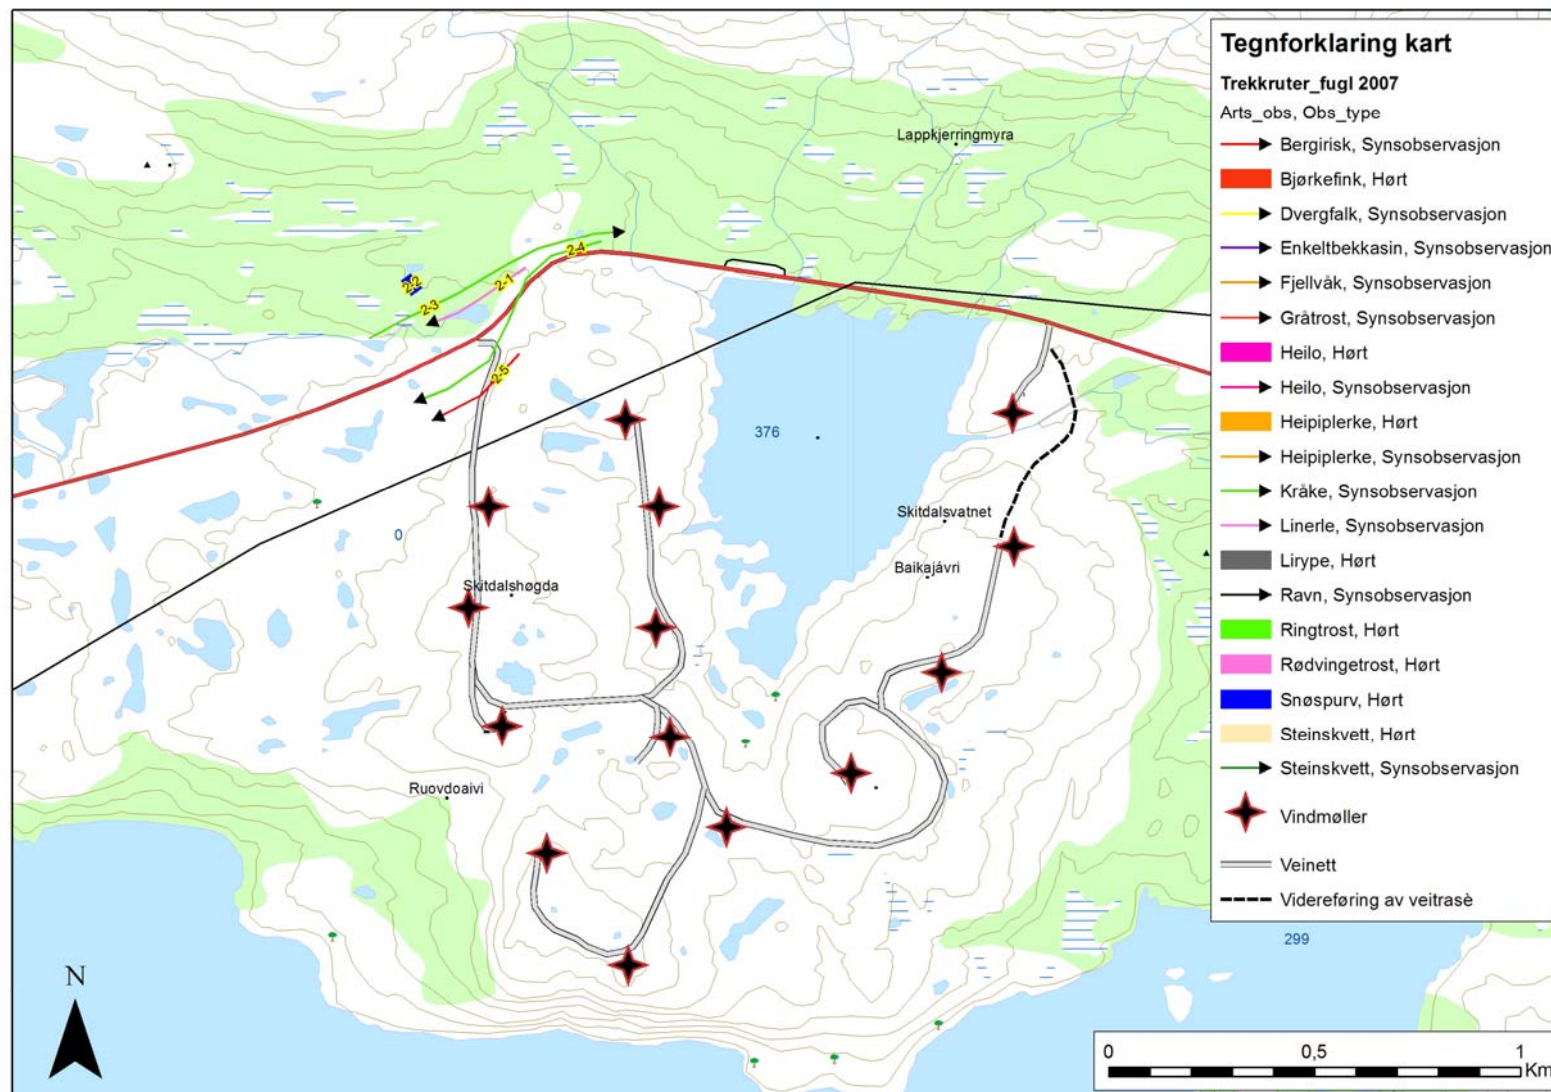 Tegnforklaring kart
Trekkruter_fugl 2007
Arts_obs, Obs_type
Bergirisk, Synsobservasjon
Bjørkefink, Hørt
Dvergfalk, Synsobservasjon
Enkeltbekkasin, Synsobservasjon
Fjellvåk, Synsobservasjon
Gråtrost, Synsobservasjon
Heilo, Hørt
Heilo, Synsobservasjon
Heipiplerke, Hørt
Heipiplerke, Synsobservasjon
Kråke, Synsobservasjon
Linerle, Synsobservasjon
Lirype, Hørt
Ravn, Synsobservasjon
Ringtrost, Hørt
Rødvingetrost, Hørt
Snøspurv, Hørt
Steinskvett, Hørt
Steinskvett, Synsobservasjon
Vindmøller
Veinett
Videreføring av veitrasè
Lappkjerringmyra
2-4
2-1
2-2
2-3
2-5
376
Skitdalsvatnet
0
Baikajávri
Skitdalshøgda
Ruovdoaivi
299
N
0 0,5 1
Km